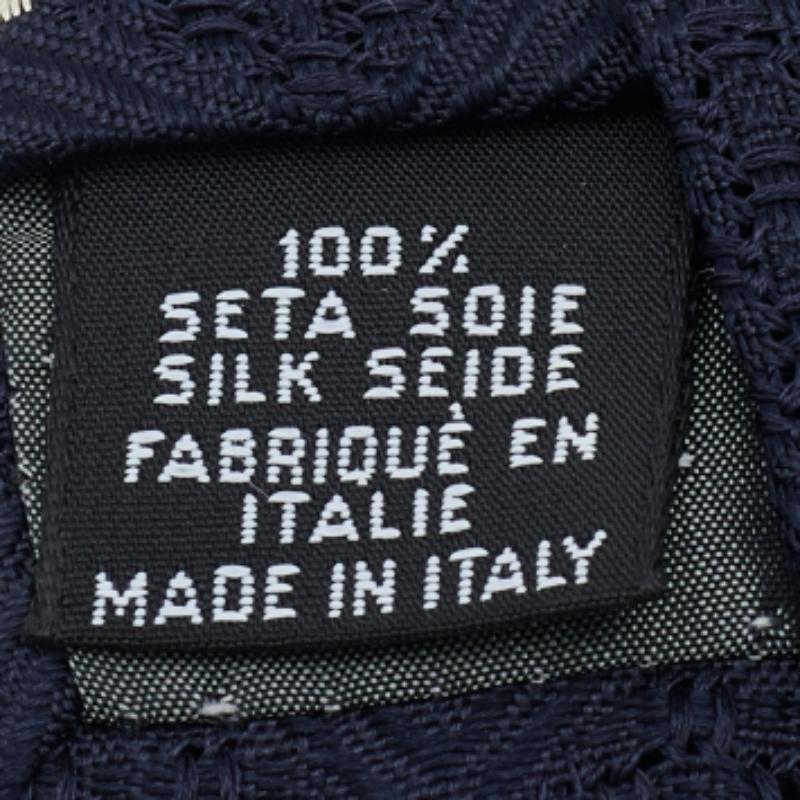 100%
SETA SOIE
SILK SEIDE
FABRIQUÉ EN
ITALIE
MADE IN ITALY